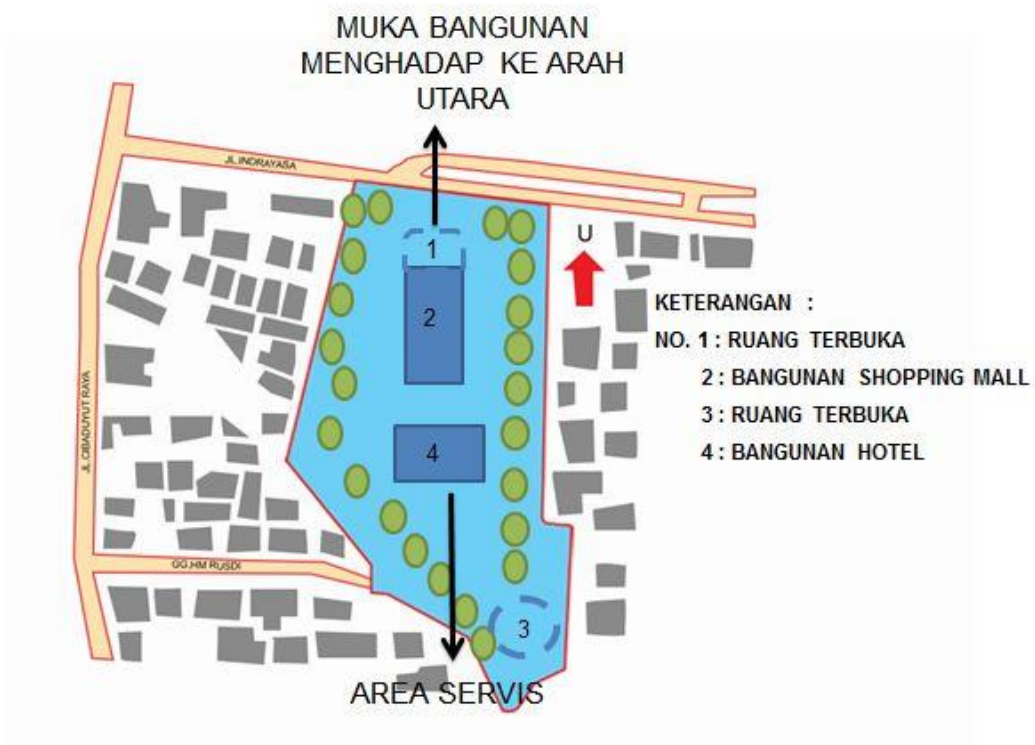 MUKA BANGUNAN
MENGHADAP KE ARAH
UTARA
JL.INDRAYASA
U
1
2
4
3
JL.CIBADUYUT RAYA
GG.HM RUSDI
AREA SERVIS
KETERANGAN :
NO. 1 : RUANG TERBUKA
2 : BANGUNAN SHOPPING MALL
3 : RUANG TERBUKA
4 : BANGUNAN HOTEL